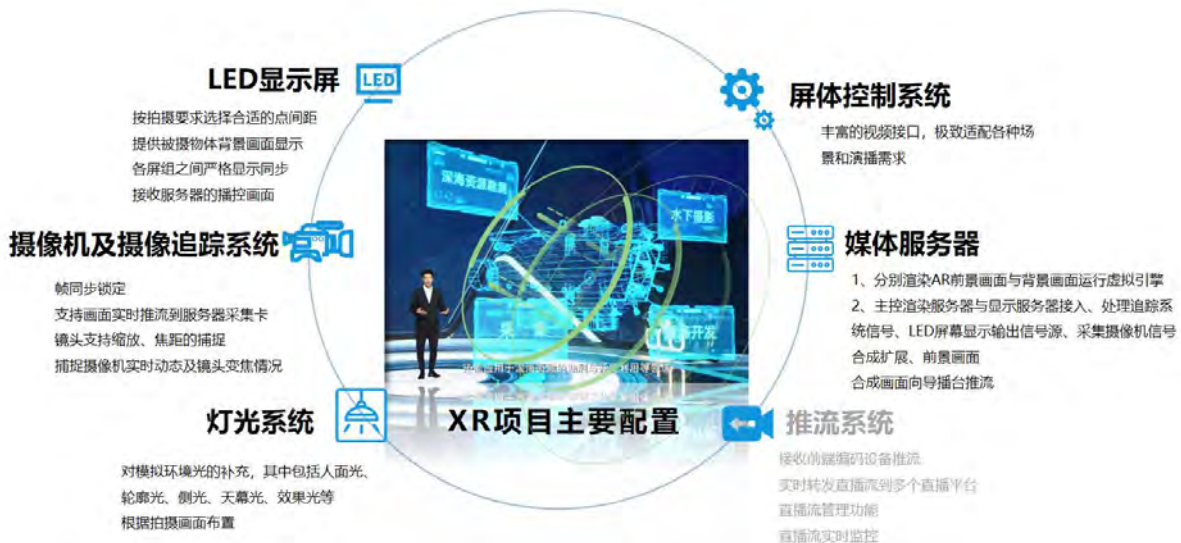 LED显示屏
LED
按拍摄要求选择合适的点间距
提供被摄物体背景画面显示
各屏组之间严格显示同步
接收服务器的播控画面
屏体控制系统
丰富的视频接口，极致适配各种场
景和演播需求
摄像机及摄像追踪系统
帧同步锁定
支持画面实时推流到服务器采集卡
镜头支持缩放、焦距的捕捉
捕捉摄像机实时动态及镜头变焦情况
媒体服务器
1、分别渲染AR前景画面与背景画面运行虚拟引擎
2、主控渲染服务器与显示服务器接入、处理追踪系
统信号、LED屏幕显示输出信号源、采集摄像机信号
合成扩展、前景画面
合成画面向导播台推流
深海资源勘测
水下摄影
开发
灯光系统
对模拟环境光的补充，其中包括人面光、
轮廓光、侧光、天幕光、效果光等
根据拍摄画面布置
XR项目主要配置
推流系统
接收前端编码设备推流
实时转发直播流到多个直播平台
直播流管理功能
直播流实时监控